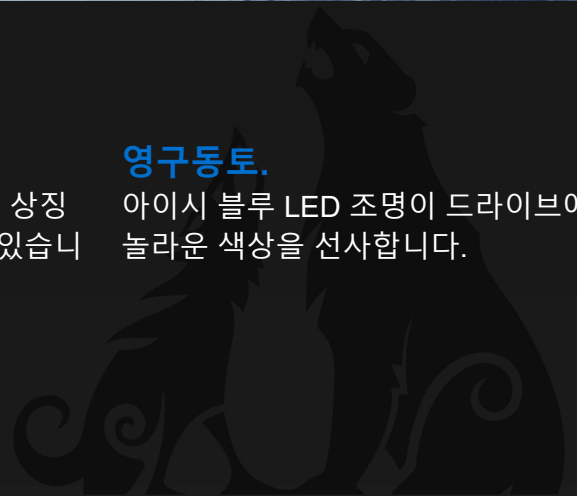 상징
있습니
영구동토.
아이시 블루 LED 조명이 드라이브에
놀라운 색상을 선사합니다.